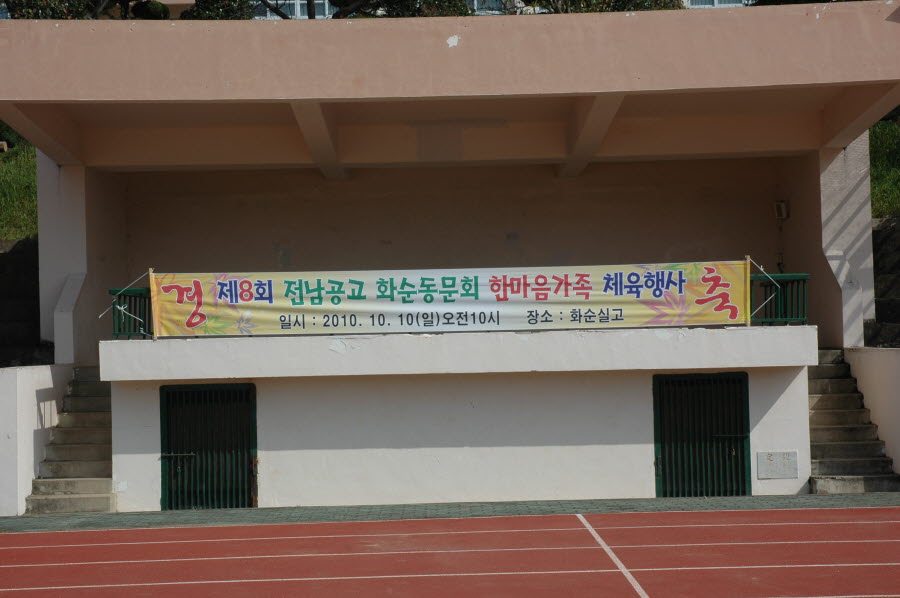 경 제8회 전남공고 화순동문회 한마음가족 체육행사 축
일시 : 2010. 10. 10(일)오전10시 장소 : 화순실고